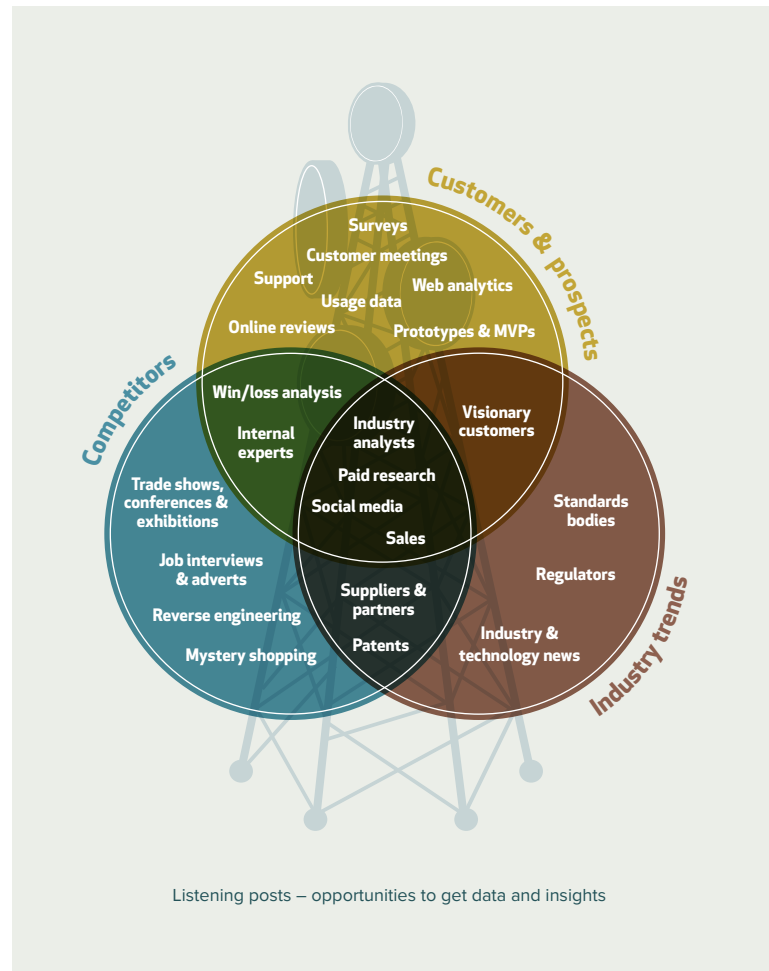 Customers & prospects
Surveys
Customer meetings
Support
Web analytics
Usage data
Online reviews
Prototypes & MVPs
Competitors
Win/loss analysis
Internal
experts
Industry
analysts
Paid research
Social media
Sales
Visionary
customers
Trade shows,
conferences &
exhibitions
Job interviews
& adverts
Reverse engineering
Mystery shopping
Suppliers &
partners
Patents
Standards
bodies
Regulators
Industry &
technology news
Industry trends
Listening posts – opportunities to get data and insights